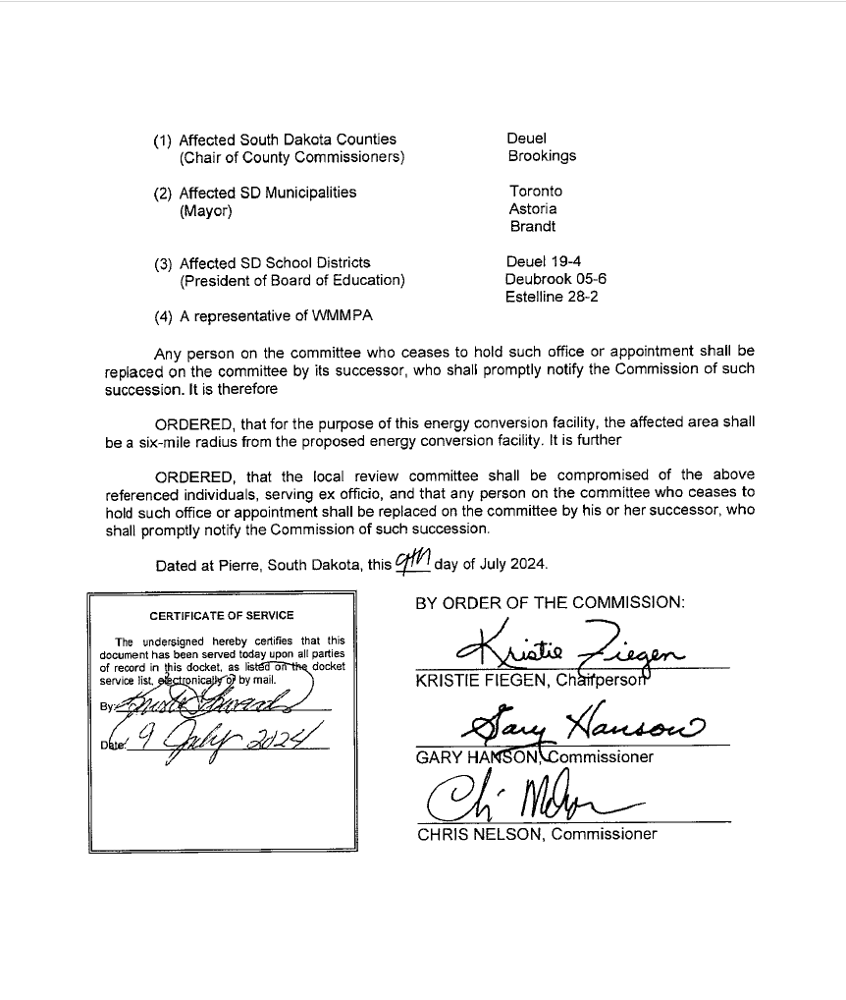 (1) Affected South Dakota Counties Deuel
(Chair of County Commissioners) Brookings
(2) Affected SD Municipalities Toronto
(Mayor) Astoria
Brandt
(3) Affected SD School Districts Deuel 19-4
(President of Board of Education) Deubrook 05-6
Estelline 28-2
(4) A representative of WMMPA
Any person on the committee who ceases to hold such office or appointment shall be
replaced on the committee by its successor, who shall promptly notify the Commission of such
succession. It is therefore
ORDERED, that for the purpose of this energy conversion facility, the affected area shall
be a six-mile radius from the proposed energy conversion facility. It is further
ORDERED, that the local review committee shall be compromised of the above
referenced individuals, serving ex officio, and that any person on the committee who ceases to
hold such office or appointment shall be replaced on the committee by his or her successor, who
shall promptly notify the Commission of such succession.
Dated at Pierre, South Dakota, this 9th day of July 2024.
CERTIFICATE OF SERVICE
The undersigned hereby certifies that this
document has been served today upon all parties
of record in this docket, as listed on the docket
service list, electronically or by mail.
By:
Date: 9 July 2024
BY ORDER OF THE COMMISSION:
Kristie Fiegen
KRISTIE FIEGEN, Chairperson
Gary Hanson
GARY HANSON, Commissioner
CHRIS NELSON, Commissioner